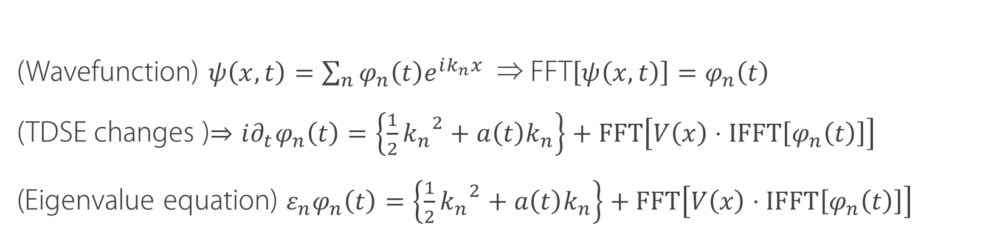 (Wavefunction) ψ(x, t) = ∑ₙ φₙ(t)e^{ikₙx} ⇒ FFT[ψ(x, t)] = φₙ(t)
(TDSE changes )⇒ i∂ₜφₙ(t) = {½kₙ² + a(t)kₙ} + FFT[V(x) · IFFT[φₙ(t)]]
(Eigenvalue equation) εₙφₙ(t) = {½kₙ² + a(t)kₙ} + FFT[V(x) · IFFT[φₙ(t)]]